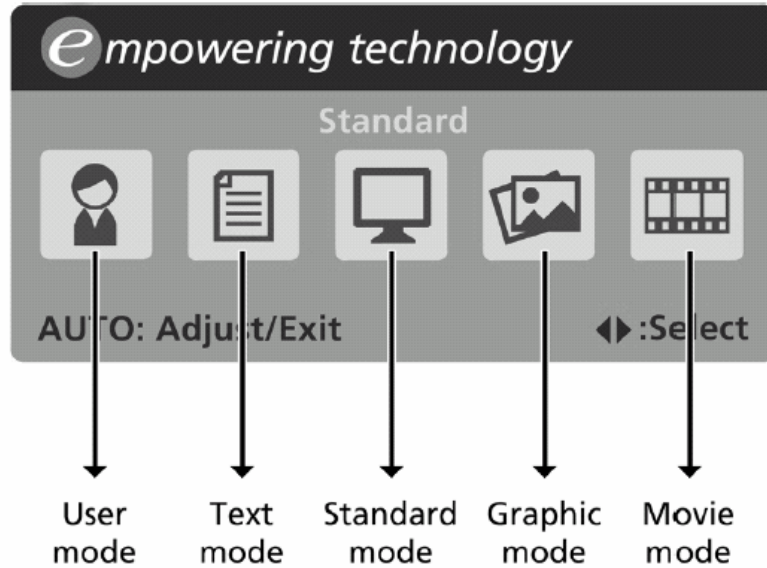 empowering technology
Standard
AUTO: Adjust/Exit ◀▶:Select
User mode
Text mode
Standard mode
Graphic mode
Movie mode